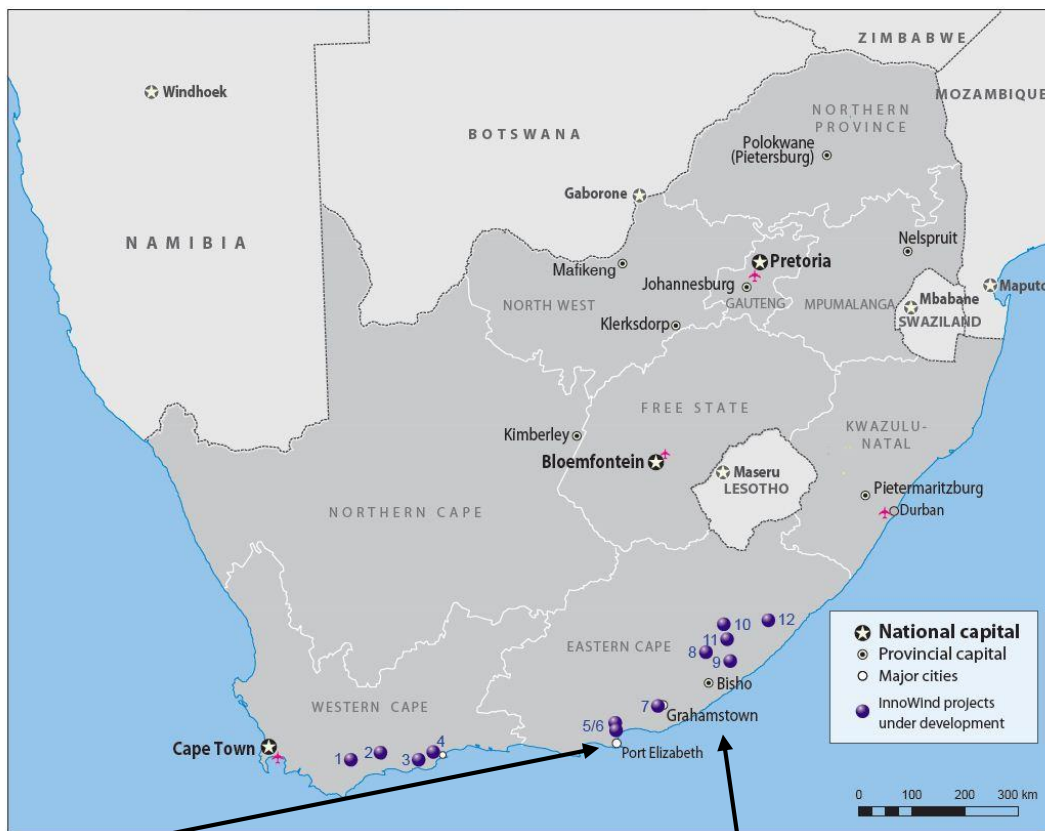 ZIMBABWE
Windhoek
MOZAMBIQUE
NORTHERN
PROVINCE
BOTSWANA
Polokwane
(Pietersburg)
Gaborone
NAMIBIA
Nelspruit
Pretoria
Mafikeng
Johannesburg
Maputo
NORTH WEST
GAUTENG
MPUMALANGA
Mbabane
SWAZILAND
Klerksdorp
FREE STATE
KWAZULU-
NATAL
Kimberley
Bloemfontein
Maseru
LESOTHO
Pietermaritzburg
Durban
NORTHERN CAPE
10
12
11
EASTERN CAPE
8
9
Bisho
WESTERN CAPE
7
Grahamstown
5/6
Port Elizabeth
Cape Town
1
2
3
4
National capital
Provincial capital
Major cities
InnoWind projects
under development
0 100 200 300 km